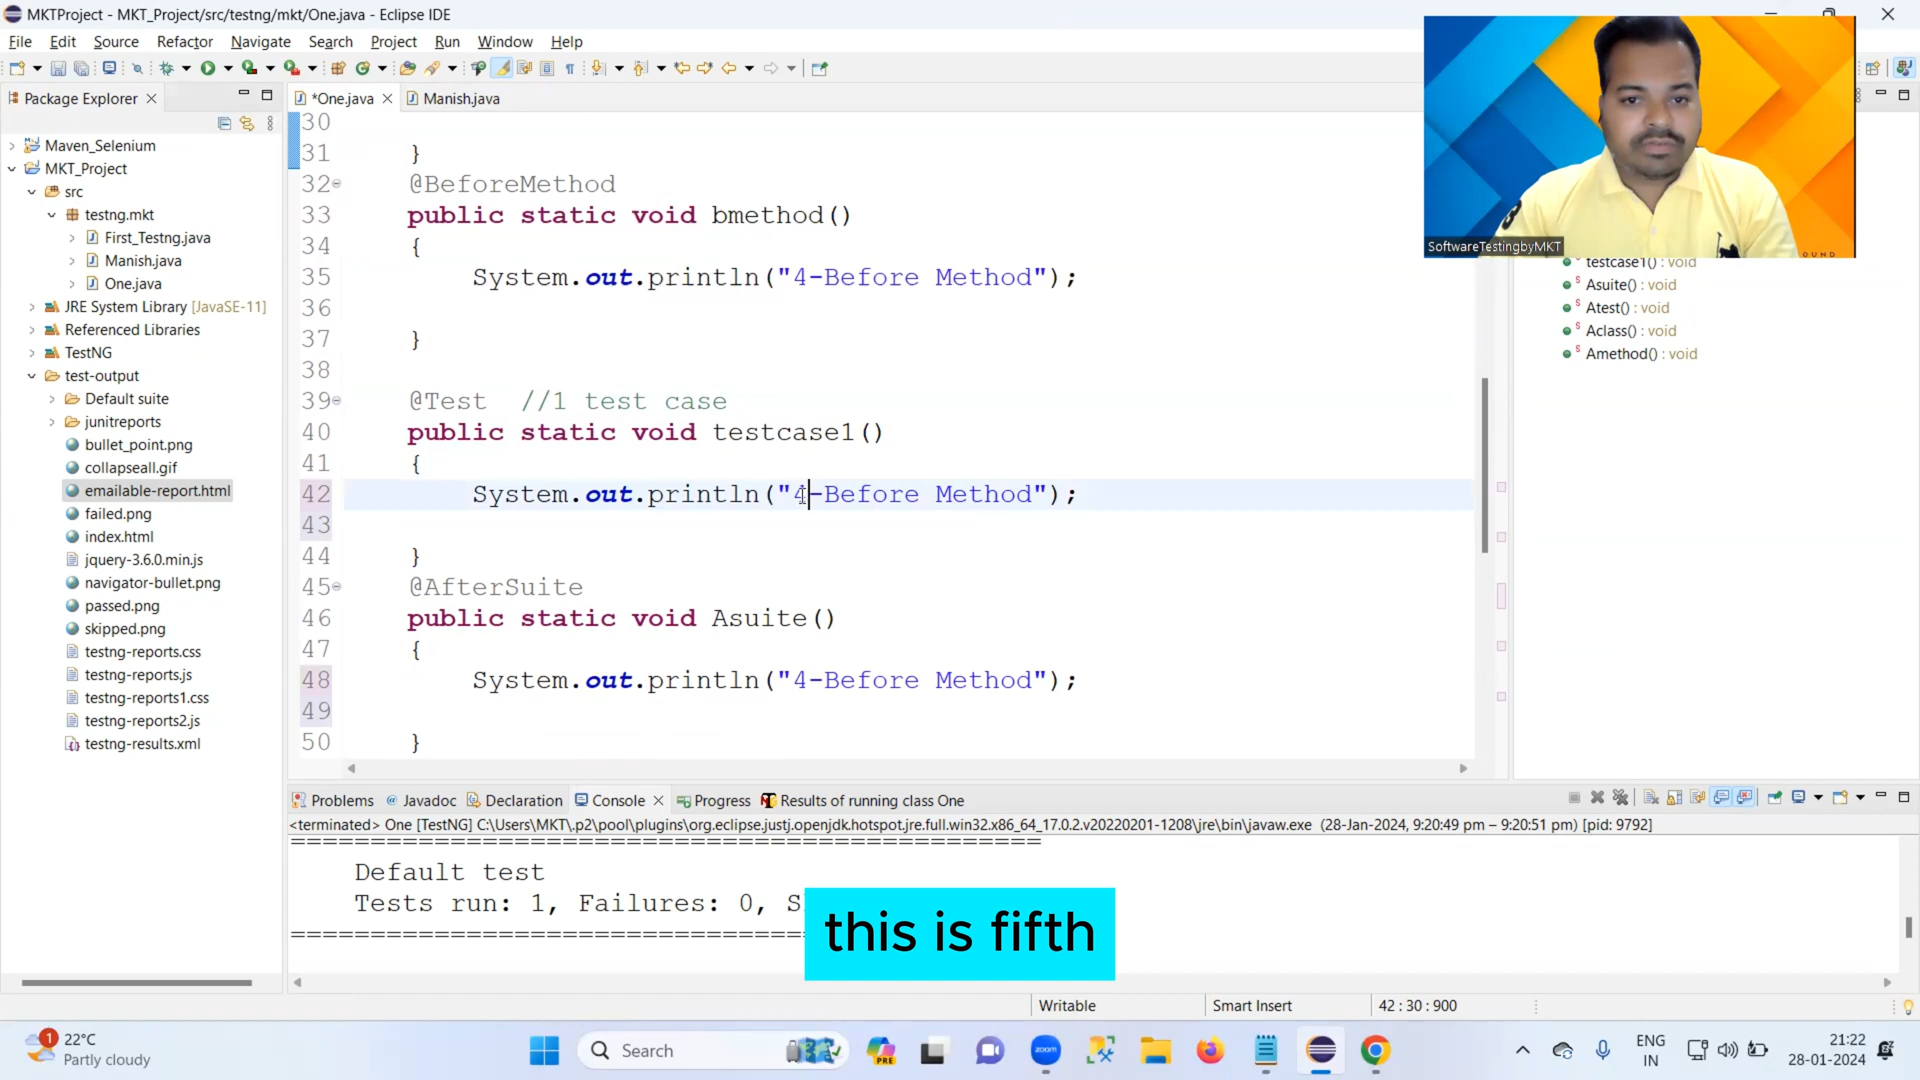 MKTProject - MKT_Project/src/testng/mkt/One.java - Eclipse IDE
File Edit Source Refactor Navigate Search Project Run Window Help
Package Explorer
*One.java Manish.java
Maven_Selenium
MKT_Project
src
testng.mkt
First_Testng.java
Manish.java
One.java
JRE System Library [JavaSE-11]
Referenced Libraries
TestNG
test-output
Default suite
junitreports
bullet_point.png
collapseall.gif
emailable-report.html
failed.png
index.html
jquery-3.6.0.min.js
navigator-bullet.png
passed.png
skipped.png
testng-reports.css
testng-reports.js
testng-reports1.css
testng-reports2.js
testng-results.xml
30
31 }
32 @BeforeMethod
33 public static void bmethod()
34 {
35 System.out.println("4-Before Method");
36
37 }
38
39 @Test //1 test case
40 public static void testcase1()
41 {
42 System.out.println("4-Before Method");
43
44 }
45 @AfterSuite
46 public static void Asuite()
47 {
48 System.out.println("4-Before Method");
49
50 }
SoftwareTestingbyMKT
OUND
testcase1() : void
Asuite() : void
Atest() : void
Aclass() : void
Amethod() : void
Problems Javadoc Declaration Console Progress Results of running class One
<terminated> One [TestNG] C:\Users\MKT\.p2\pool\plugins\org.eclipse.justj.openjdk.hotspot.jre.full.win32.x86_64_17.0.2.v20220201-1208\jre\bin\javaw.exe (28-Jan-2024, 9:20:49 pm – 9:20:51 pm) [pid: 9792]
===============================================
Default test
Tests run: 1, Failures: 0, S
===============================================
this is fifth
Writable Smart Insert 42 : 30 : 900
1
22°C
Partly cloudy
Search
PRE
zoom
ENG
IN
21:22
28-01-2024